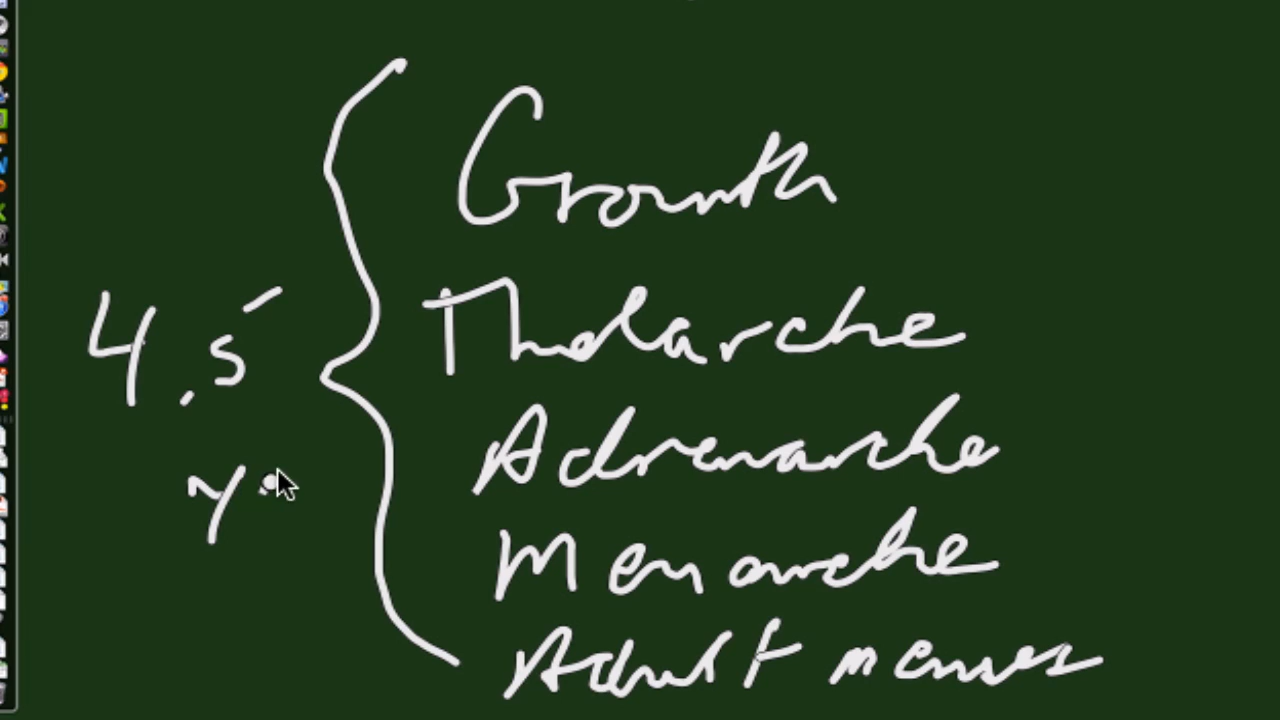 Growth
Thelarche
4.5
Adrenarche
y.
Menarche
Adult menses